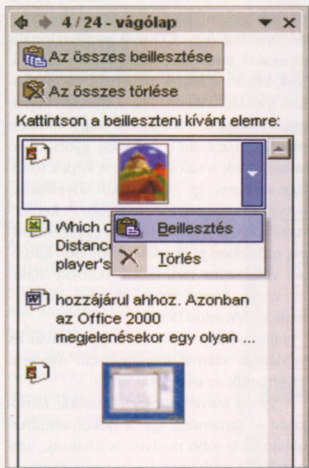 4 / 24 - vágólap
Az összes beillesztése
Az összes törlése
Kattintson a beilleszteni kívánt elemre:
Which
Distanc
player's
Beillesztés
Törlés
hozzájárul ahhoz. Azonban
az Office 2000
megjelenésekor egy olyan ...